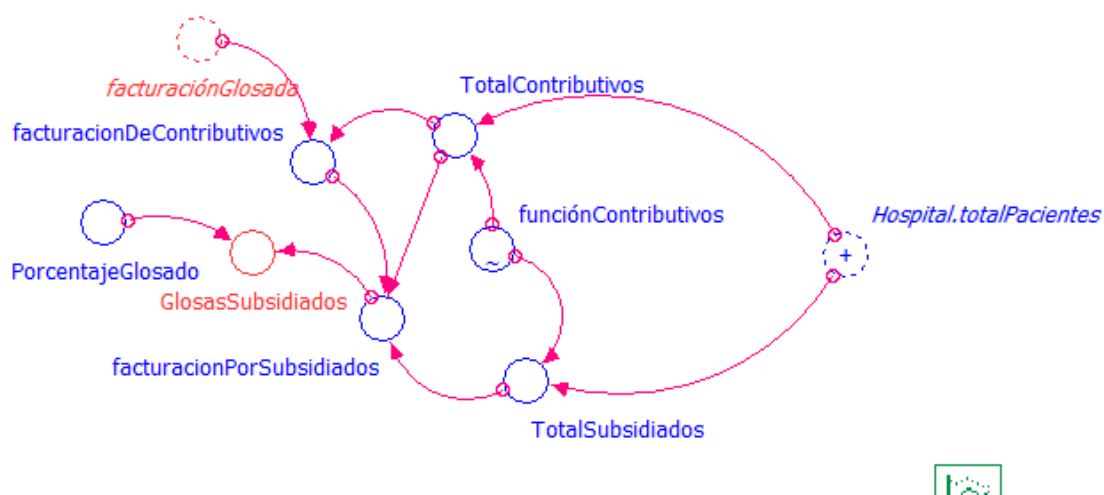 facturaciónGlosada
TotalContributivos
facturacionDeContributivos
funciónContributivos
Hospital.totalPacientes
+
~
PorcentajeGlosado
GlosasSubsidiados
facturacionPorSubsidiados
TotalSubsidiados